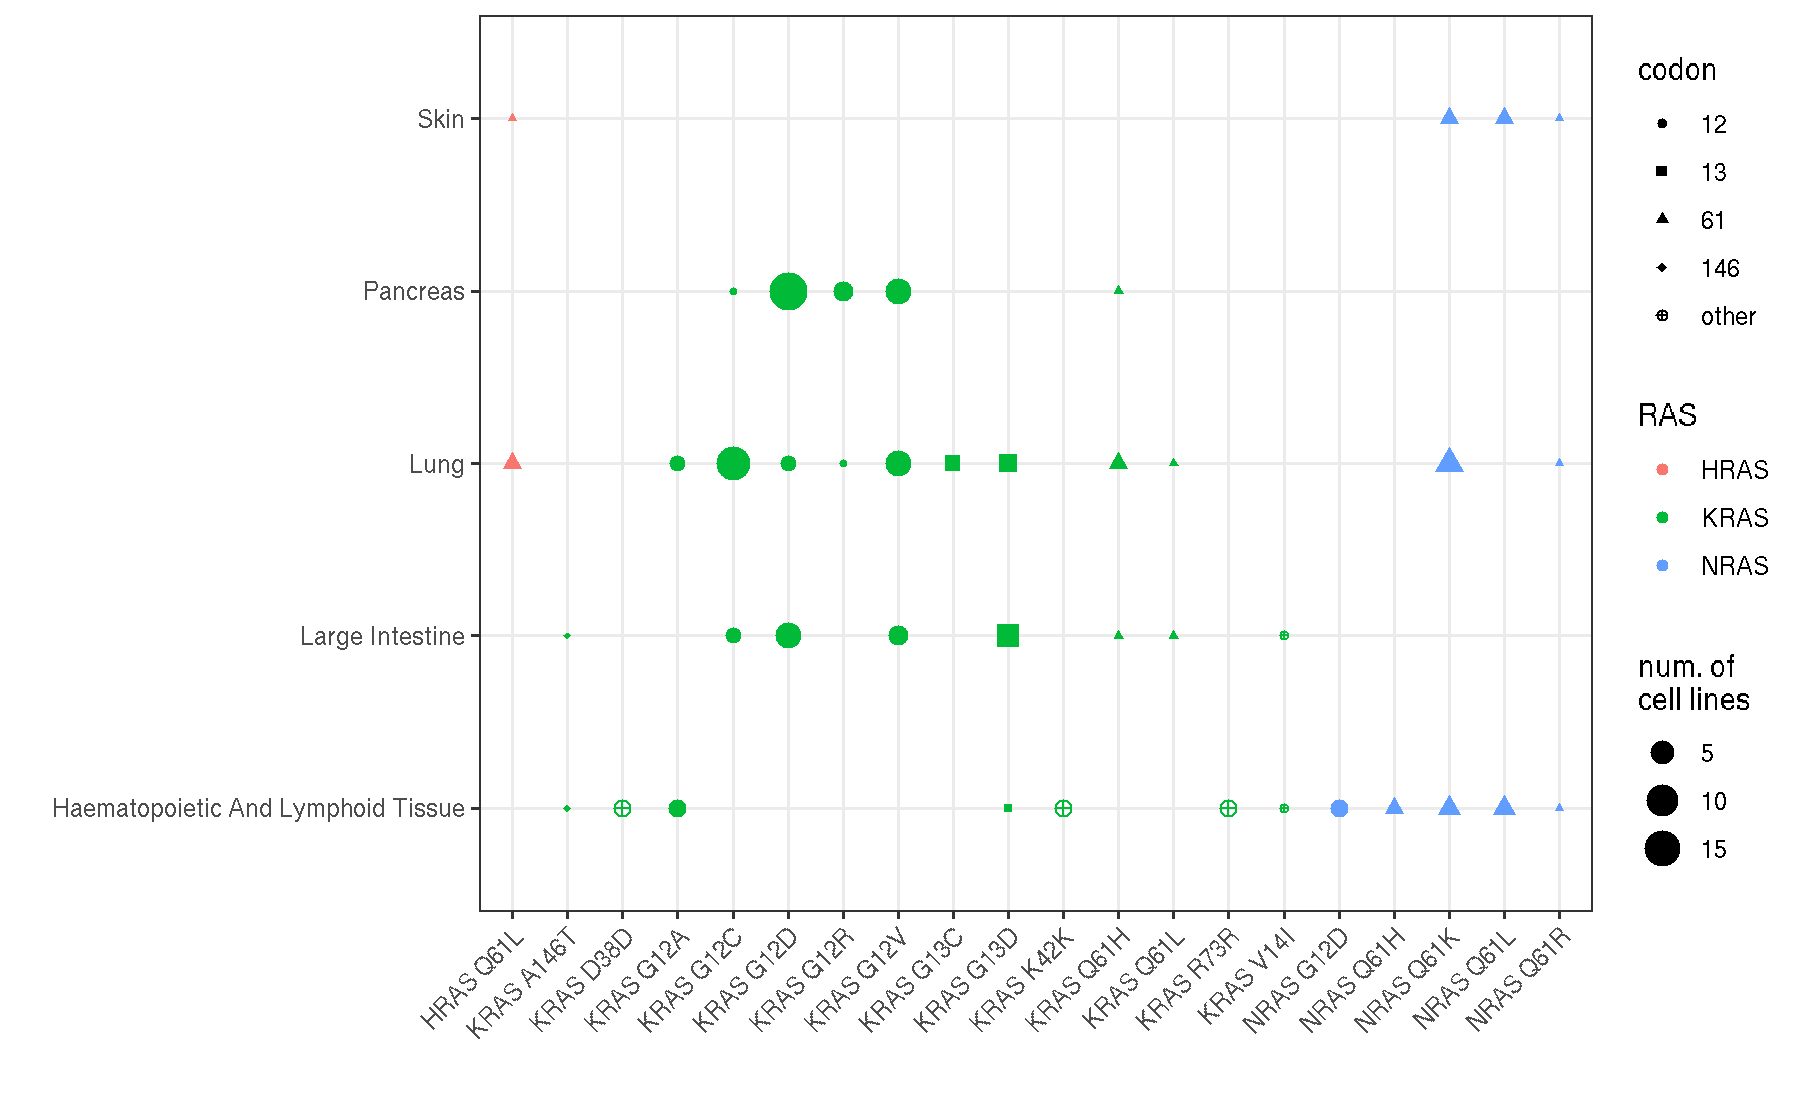 Skin
Pancreas
Lung
Large Intestine
Haematopoietic And Lymphoid Tissue
HRAS Q61L
KRAS A146T
KRAS D38D
KRAS G12A
KRAS G12C
KRAS G12D
KRAS G12R
KRAS G12V
KRAS G13C
KRAS G13D
KRAS K42K
KRAS Q61H
KRAS Q61L
KRAS R73R
KRAS V14I
NRAS G12D
NRAS Q61H
NRAS Q61K
NRAS Q61L
NRAS Q61R
codon
12
13
61
146
other
RAS
HRAS
KRAS
NRAS
num. of
cell lines
5
10
15